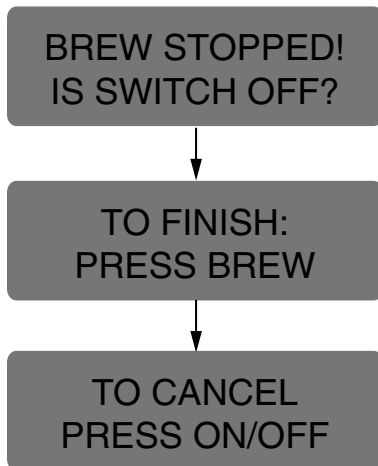 BREW STOPPED!
IS SWITCH OFF?
TO FINISH:
PRESS BREW
TO CANCEL
PRESS ON/OFF